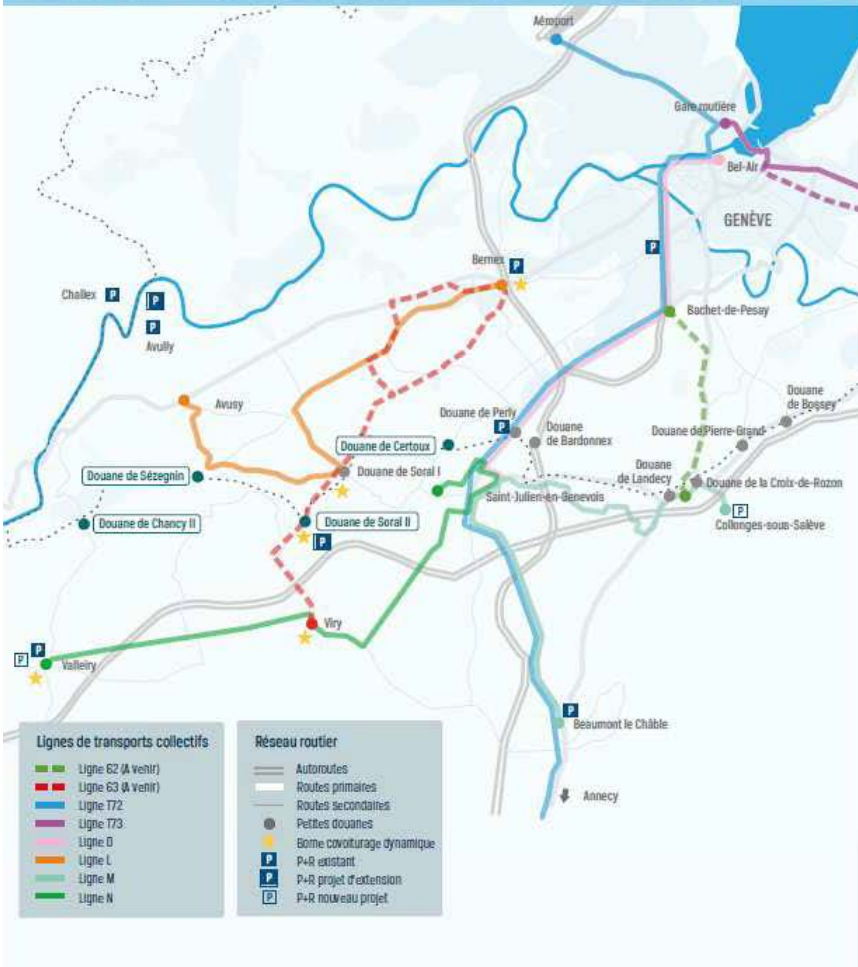 Aéroport
Gare routière
Bel-Air
GENÈVE
Bernex
P
P
Challex
P
P
P
Avully
Bachet-de-Pesay
Avusy
Douane de Perly
P
Douane
de Bossey
Douane de Certoux
Douane
de Bardonnex
Douane de Pierre-Grand
Douane de Sézegnin
Douane de Soral I
Douane
de Landecy
Douane de la Croix-de-Rozon
Saint-Julien-en-Genevois
Douane de Chancy II
Douane de Soral II
P
P
Collonges-sous-Salève
Viry
P
P
Valleiry
P
Beaumont le Châble
Annecy
Lignes de transports collectifs
Ligne 62 (A venir)
Ligne 63 (A venir)
Ligne T72
Ligne T73
Ligne D
Ligne L
Ligne M
Ligne N
Réseau routier
Autoroutes
Routes primaires
Routes secondaires
Petites douanes
Borne covoiturage dynamique
P P+R existant
P P+R projet d'extension
P P+R nouveau projet